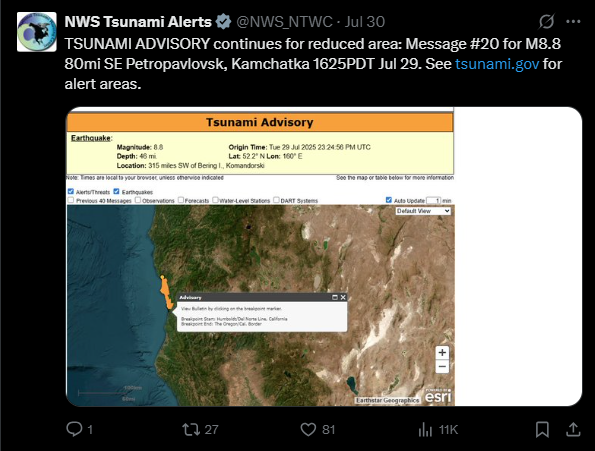 NWS Tsunami Alerts @NWS_NTWC · Jul 30
TSUNAMI ADVISORY continues for reduced area: Message #20 for M8.8
80mi SE Petropavlovsk, Kamchatka 1625PDT Jul 29. See tsunami.gov for
alert areas.
Tsunami Advisory
Earthquake:
Magnitude: 8.8 Origin Time: Tue 29 Jul 2025 23:24:56 PM UTC
Depth: 46 mi. Lat: 52.2° N Lon: 160° E
Location: 315 miles SW of Bering I., Komandorski
Note: Times are local to your browser, unless otherwise indicated See the map or table below for more information
Alerts/Threats Earthquakes
Previous 40 Messages Observations Forecasts Water-Level Stations DART Systems Auto Update 1 min
Default View
Advisory
View Bulletin by clicking on the breakpoint marker.
Breakpoint Start: Humboldt/Del Norte Line, California
Breakpoint End: The Oregon/Cal. Border
+
−
POWERED BY
esri
Earthstar Geographics
1 27 81 11K